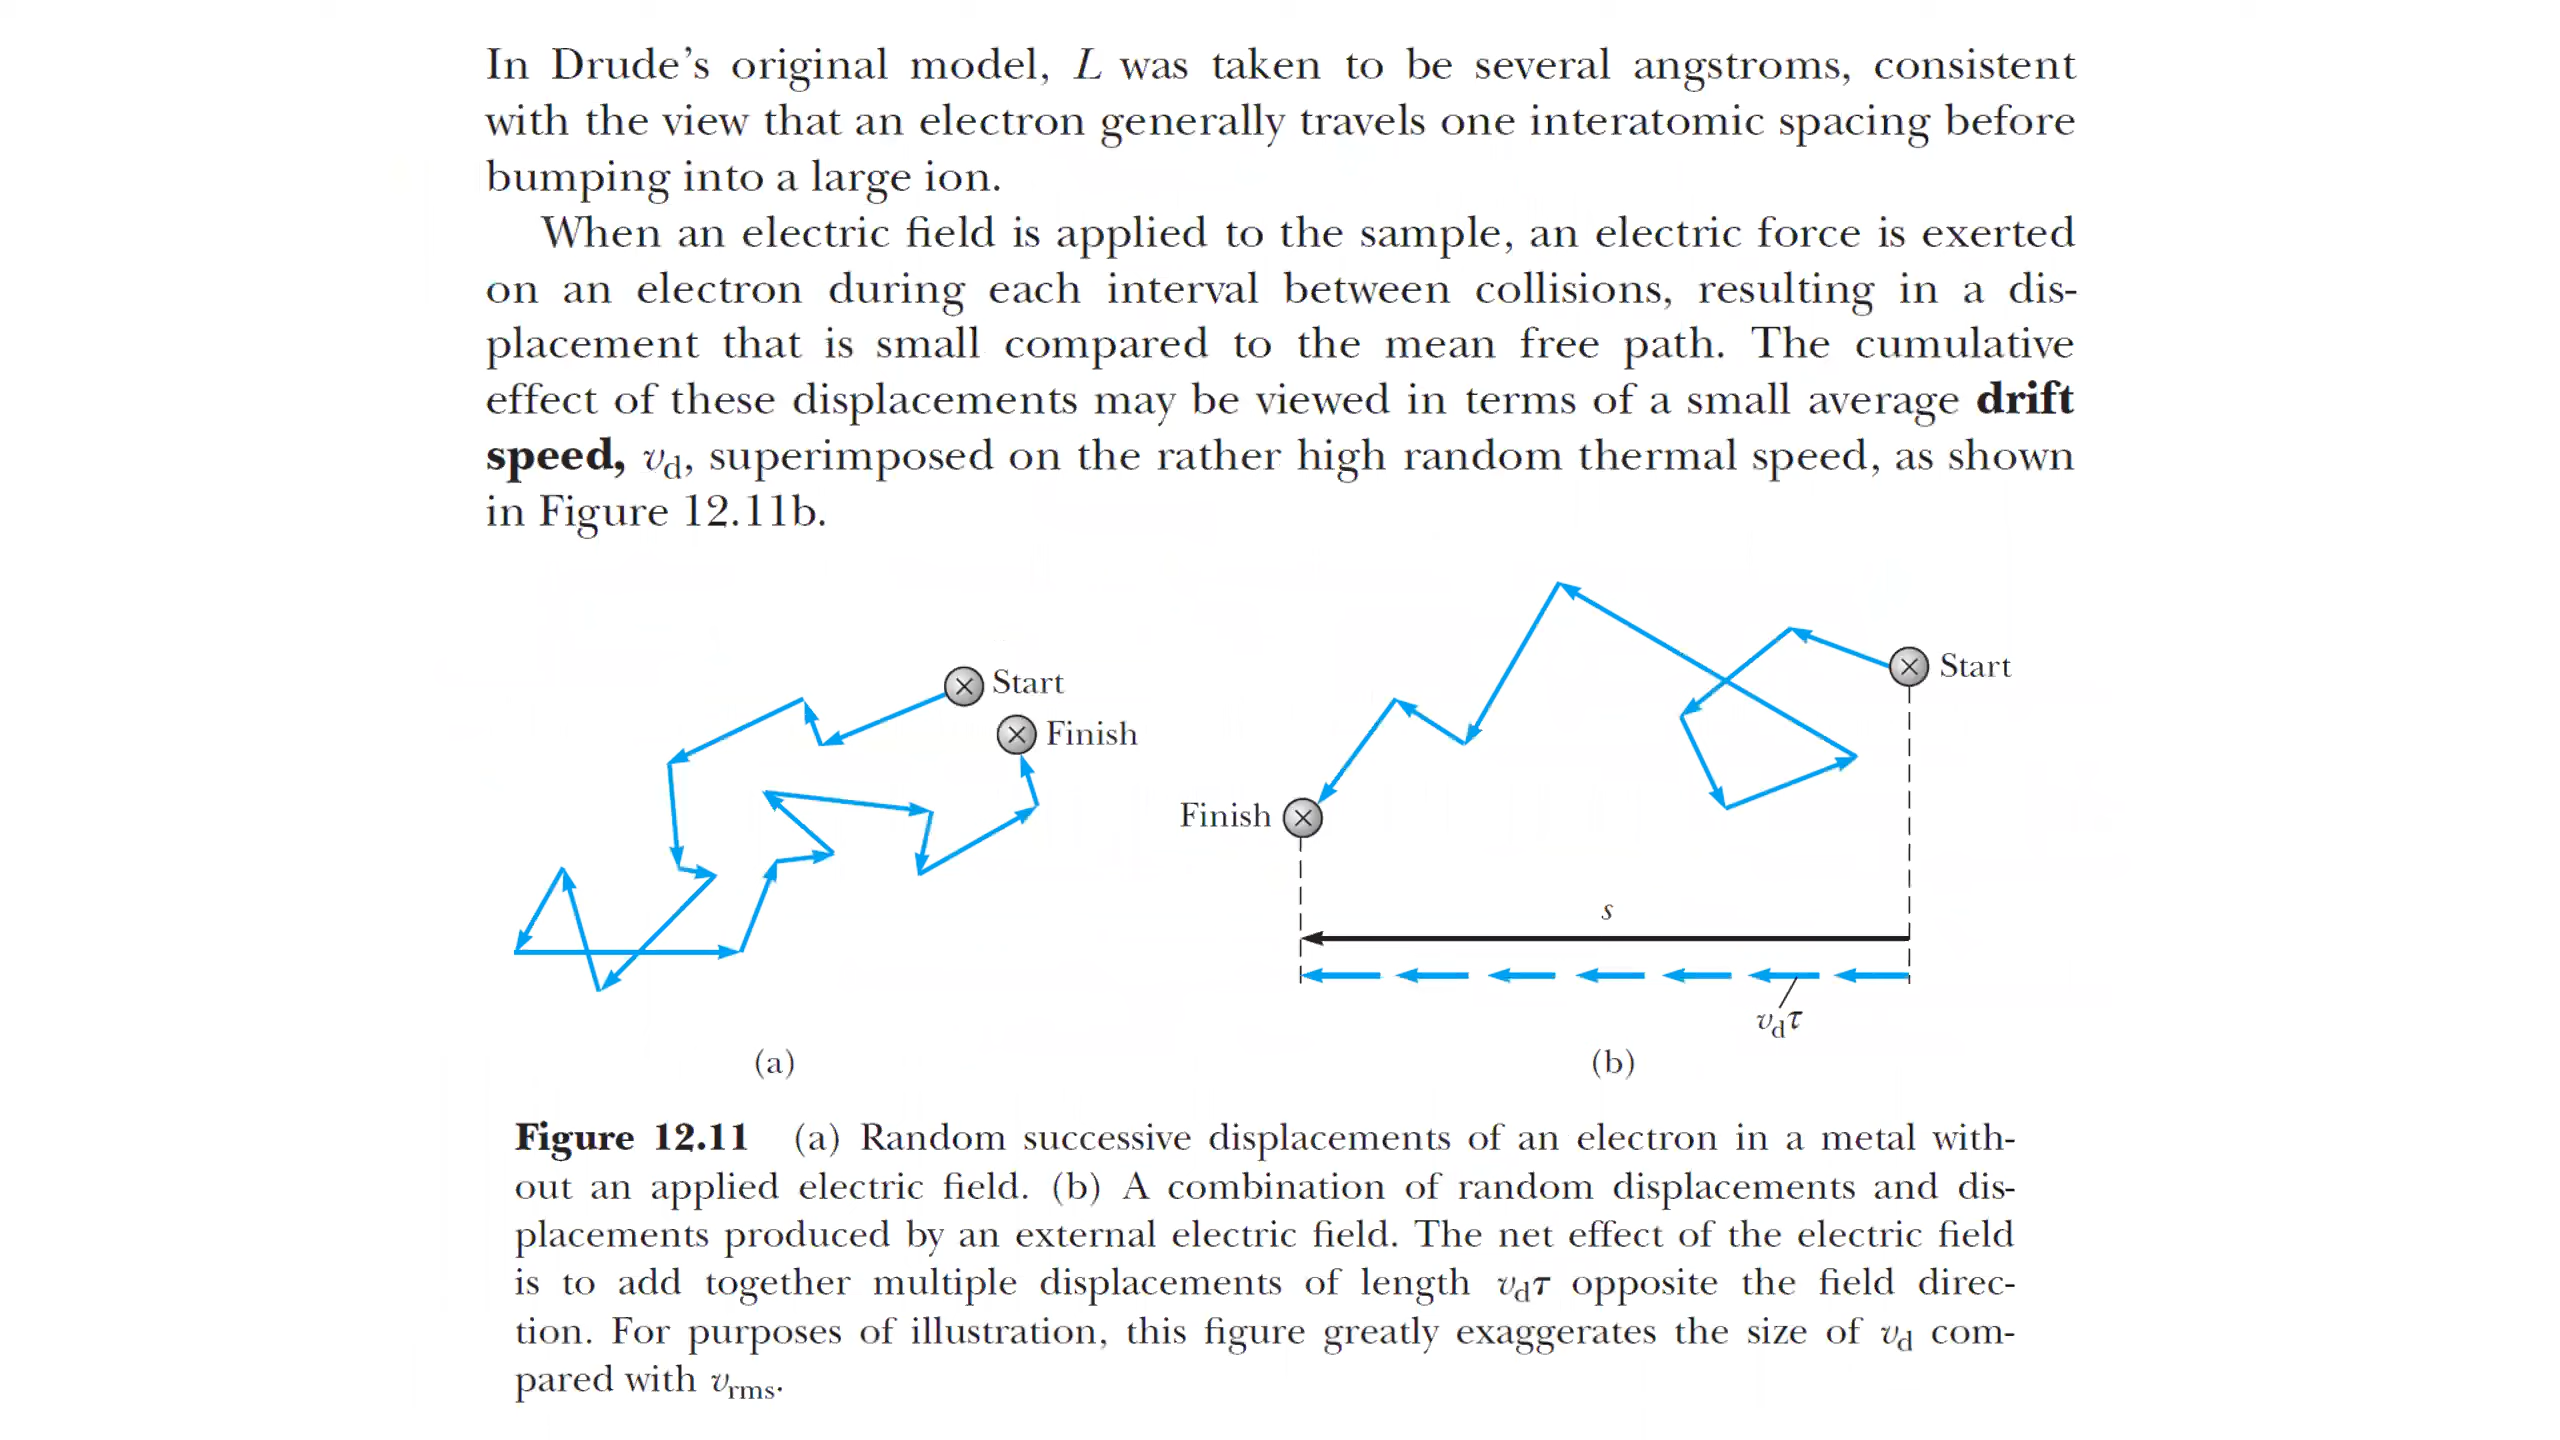 In Drude’s original model, L was taken to be several angstroms, consistent
with the view that an electron generally travels one interatomic spacing before
bumping into a large ion.
When an electric field is applied to the sample, an electric force is exerted
on an electron during each interval between collisions, resulting in a dis-
placement that is small compared to the mean free path. The cumulative
effect of these displacements may be viewed in terms of a small average drift
speed, vd, superimposed on the rather high random thermal speed, as shown
in Figure 12.11b.
Start
Finish
(a)
Start
Finish
s
vdτ
(b)
Figure 12.11 (a) Random successive displacements of an electron in a metal with-
out an applied electric field. (b) A combination of random displacements and dis-
placements produced by an external electric field. The net effect of the electric field
is to add together multiple displacements of length vdτ opposite the field direc-
tion. For purposes of illustration, this figure greatly exaggerates the size of vd com-
pared with vrms.